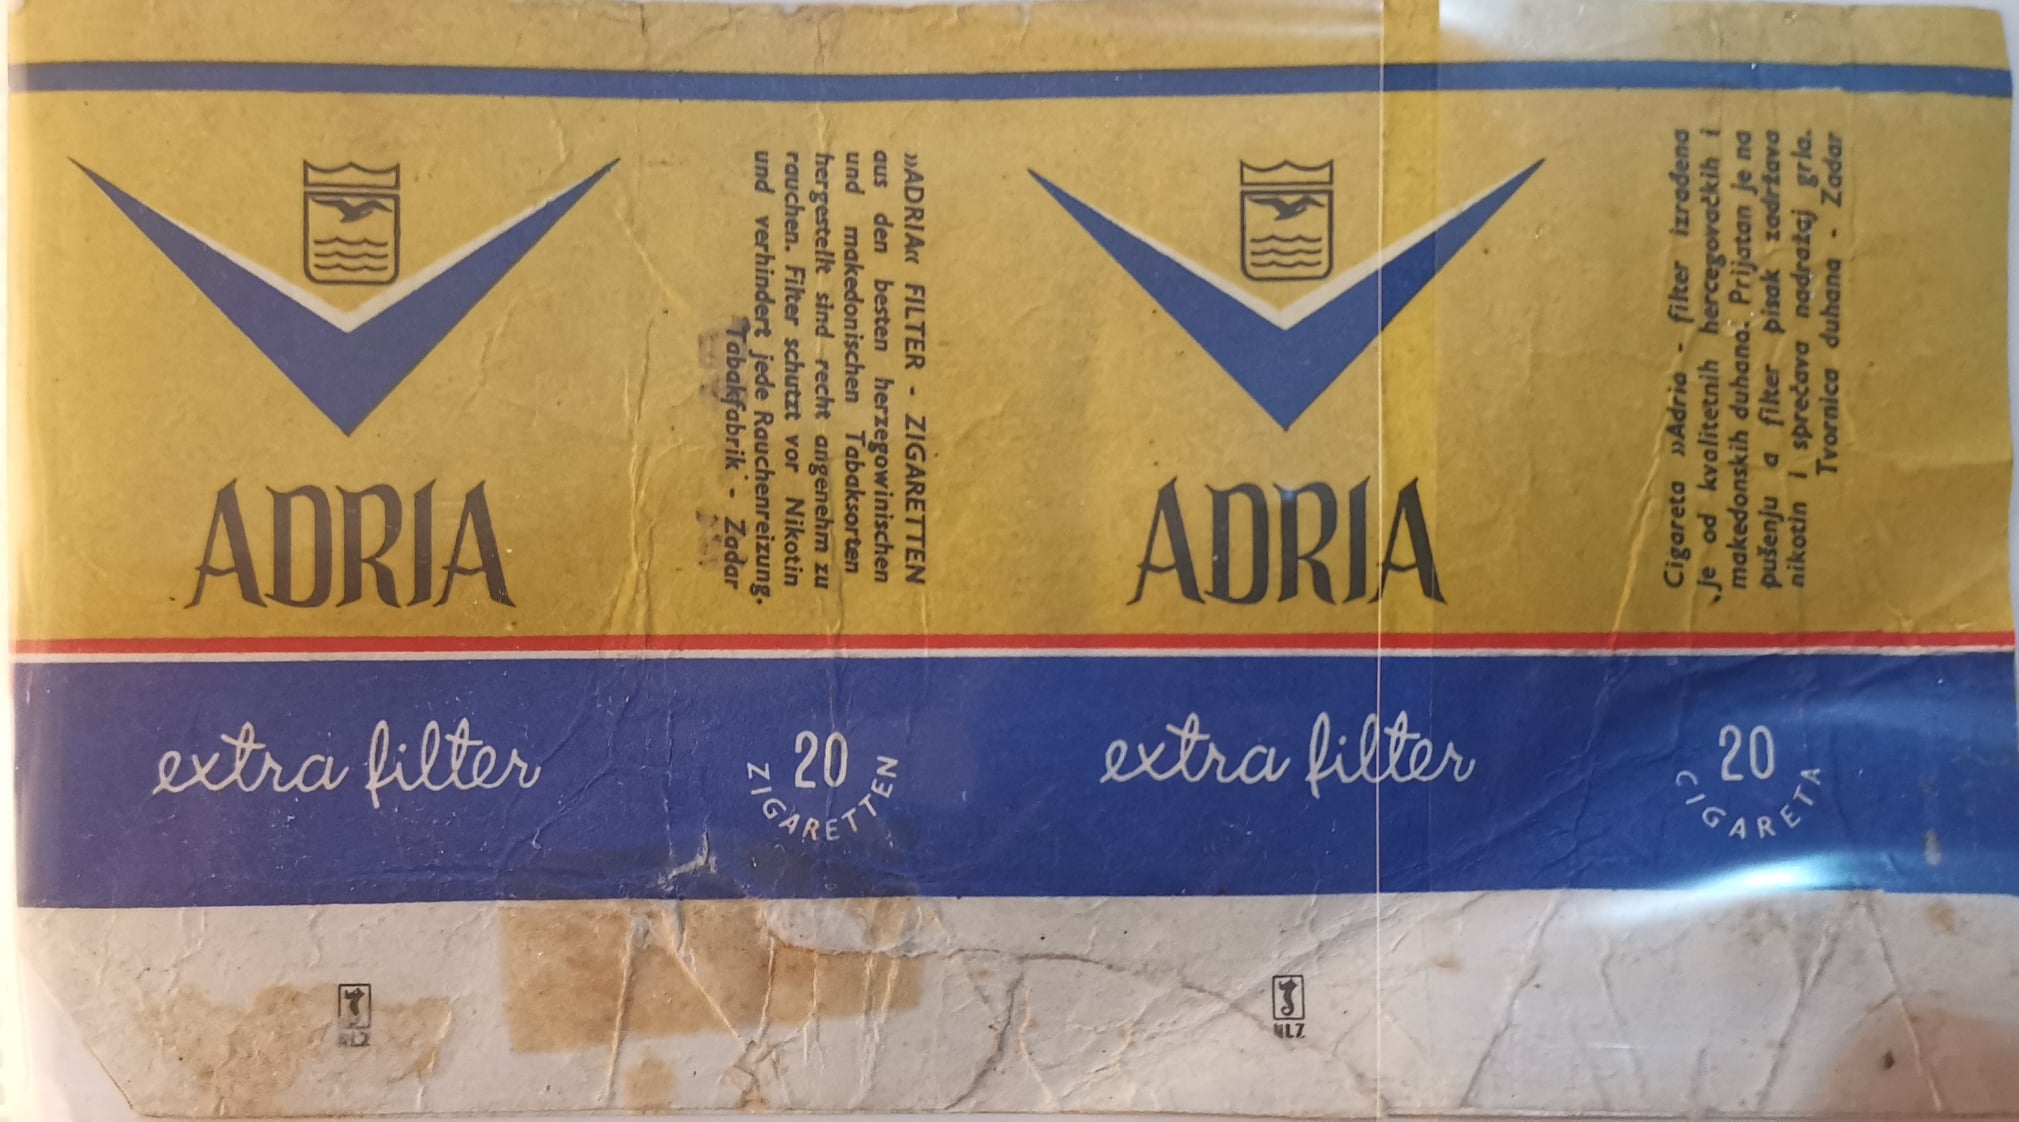 ADRIA
extra filter
»ADRIA« FILTER - ZIGARETTEN
aus den besten herzegowinischen
und makedonischen Tabaksorten
hergestellt sind recht angenehm zu
rauchen. Filter schutzt vor Nikotin
und verhindert jede Rauchenreizung.
Tabakfabrik - Zadar
20
ZIGARETTEN
ADRIA
extra filter
Cigareta »Adria - filter izrađena
je od kvalitetnih hercegovačkih i
makedonskih duhana. Prijatan je na
pušenju a filter pisak zadržava
nikotin i sprečava nadražaj grla.
Tvornica duhana - Zadar
20
CIGARETA
NLZ